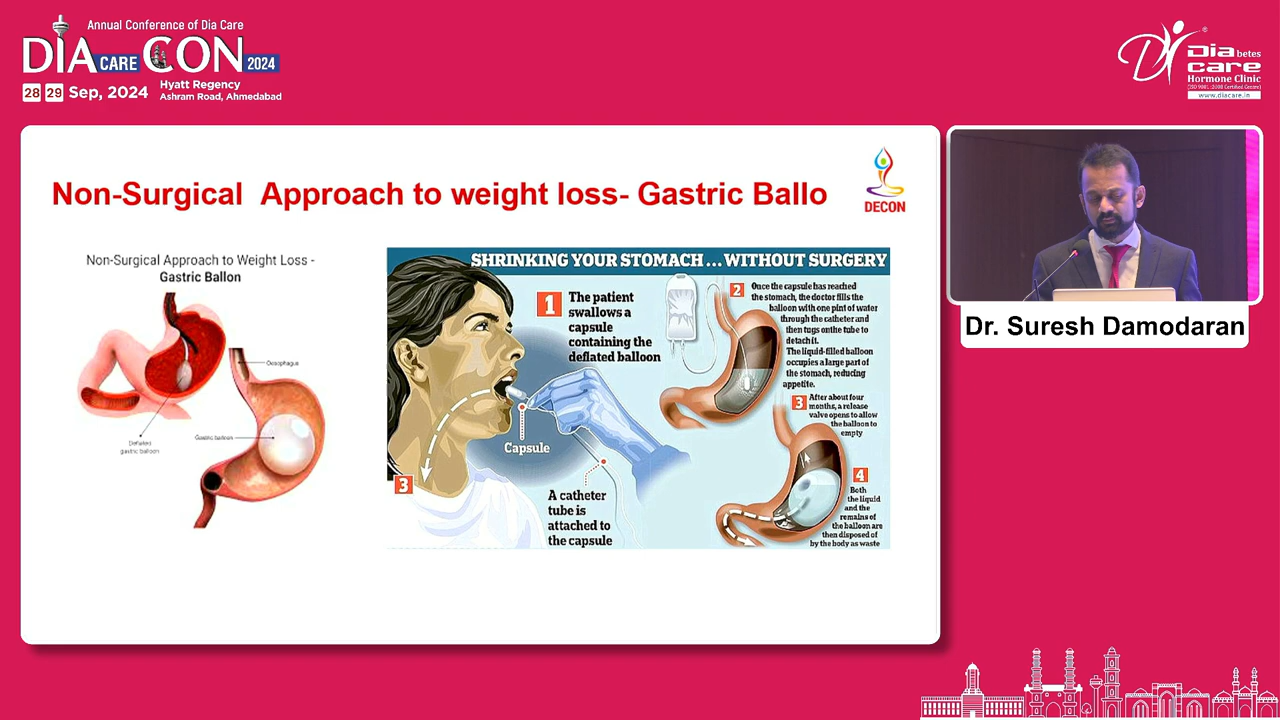 Annual Conference of Dia Care
DIA CARE CON 2024
28 29 Sep, 2024
Hyatt Regency
Ashram Road, Ahmedabad
Diabetes
care
Hormone Clinic
(ISO 9001:2008 Certified Centre)
www.diacare.in
Non-Surgical Approach to weight loss- Gastric Ballo
DECON
Non-Surgical Approach to Weight Loss -
Gastric Ballon
Oesophagus
Gastric balloon
Deflated
gastric balloon
SHRINKING YOUR STOMACH... WITHOUT SURGERY
1
The patient
swallows a
capsule
containing the
deflated balloon
Capsule
3
A catheter
tube is
attached to
the capsule
2
Once the capsule has reached
the stomach, the doctor fills the
balloon with one pint of water
through the catheter and
then tugs on the tube to
detach it.
The liquid-filled balloon
occupies a large part of
the stomach, reducing
appetite.
3
After about four
months, a release
valve opens to allow
the balloon to
empty
4
Both
the liquid
and the
remains of
the balloon are
then disposed of
by the body as waste
Dr. Suresh Damodaran